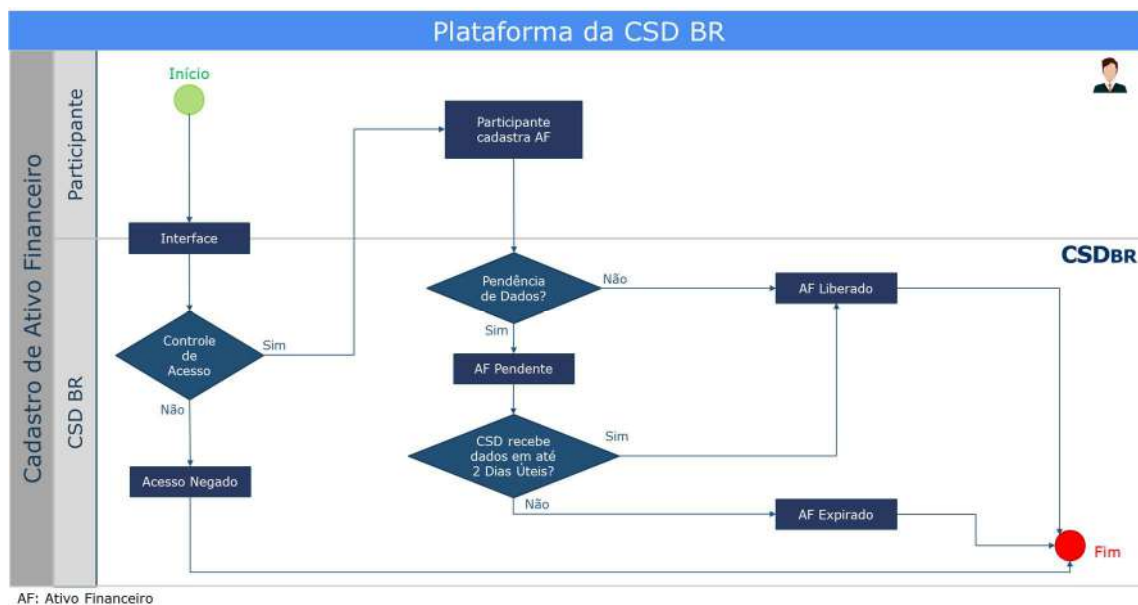 Plataforma da CSD BR
Cadastro de Ativo Financeiro
Participante
Início
Participante
cadastra AF
Interface
CSD BR
CSDBR
Pendência
de Dados?
Não
AF Liberado
Controle
de
Acesso
Sim
Sim
AF Pendente
Não
CSD recebe
dados em até
2 Dias Úteis?
Sim
Acesso Negado
Não
AF Expirado
Fim
AF: Ativo Financeiro